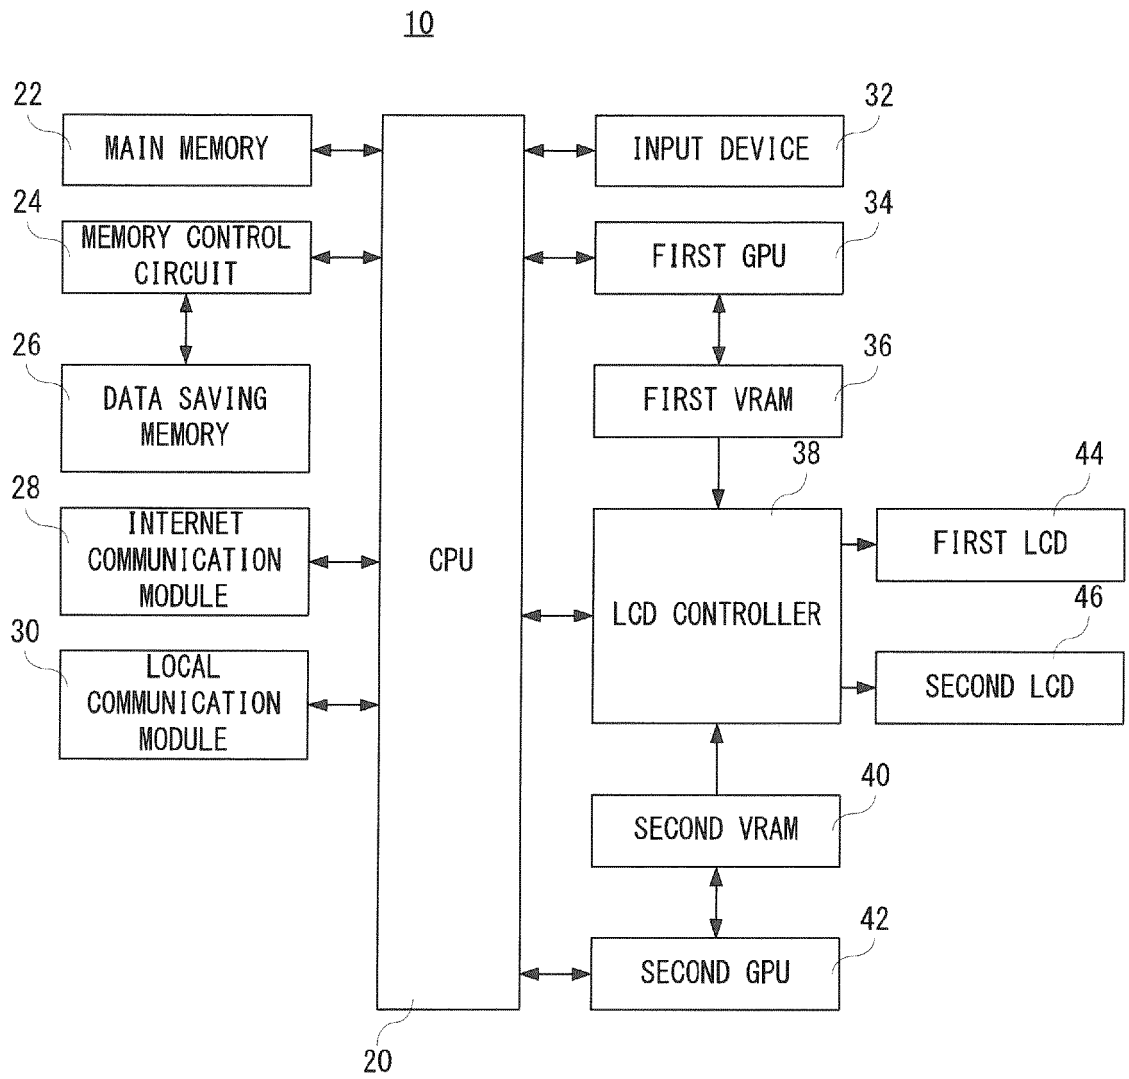 10
22
MAIN MEMORY
24
MEMORY CONTROL
CIRCUIT
26
DATA SAVING
MEMORY
28
INTERNET
COMMUNICATION
MODULE
30
LOCAL
COMMUNICATION
MODULE
CPU
20
32
INPUT DEVICE
34
FIRST GPU
36
FIRST VRAM
38
LCD CONTROLLER
44
FIRST LCD
46
SECOND LCD
40
SECOND VRAM
42
SECOND GPU